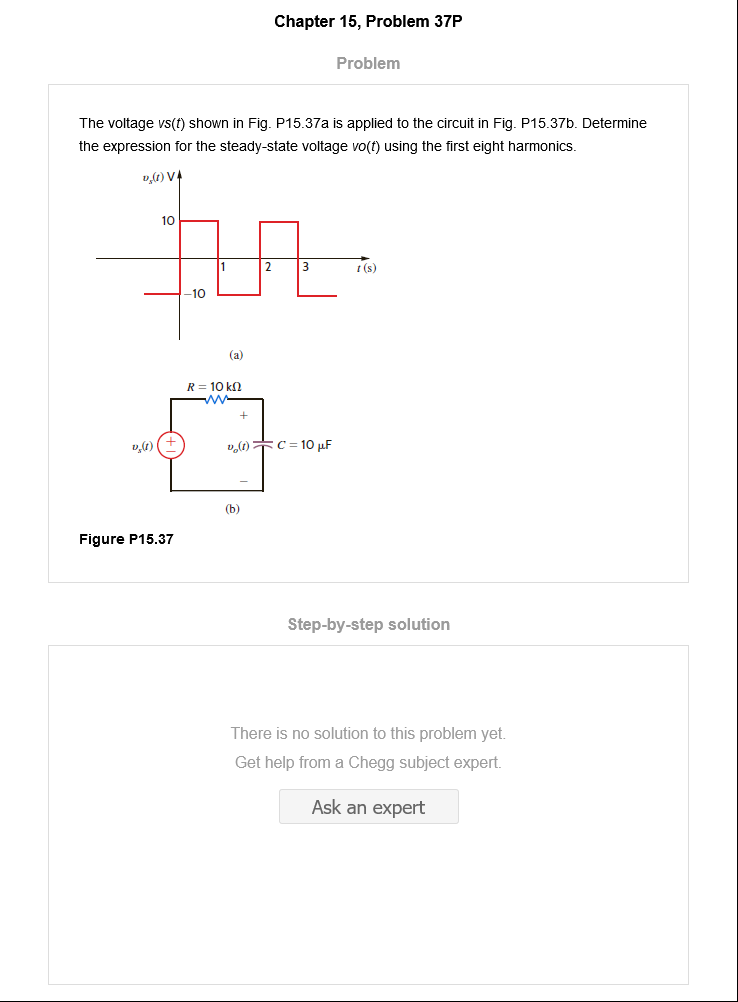 Chapter 15, Problem 37P
Problem
The voltage vs(t) shown in Fig. P15.37a is applied to the circuit in Fig. P15.37b. Determine
the expression for the steady-state voltage vo(t) using the first eight harmonics.
υs(t) V
10
1
2
3
t (s)
−10
(a)
R = 10 kΩ
+
υs(t)
+
−
υo(t)
C = 10 μF
−
(b)
Figure P15.37
Step-by-step solution
There is no solution to this problem yet.
Get help from a Chegg subject expert.
Ask an expert